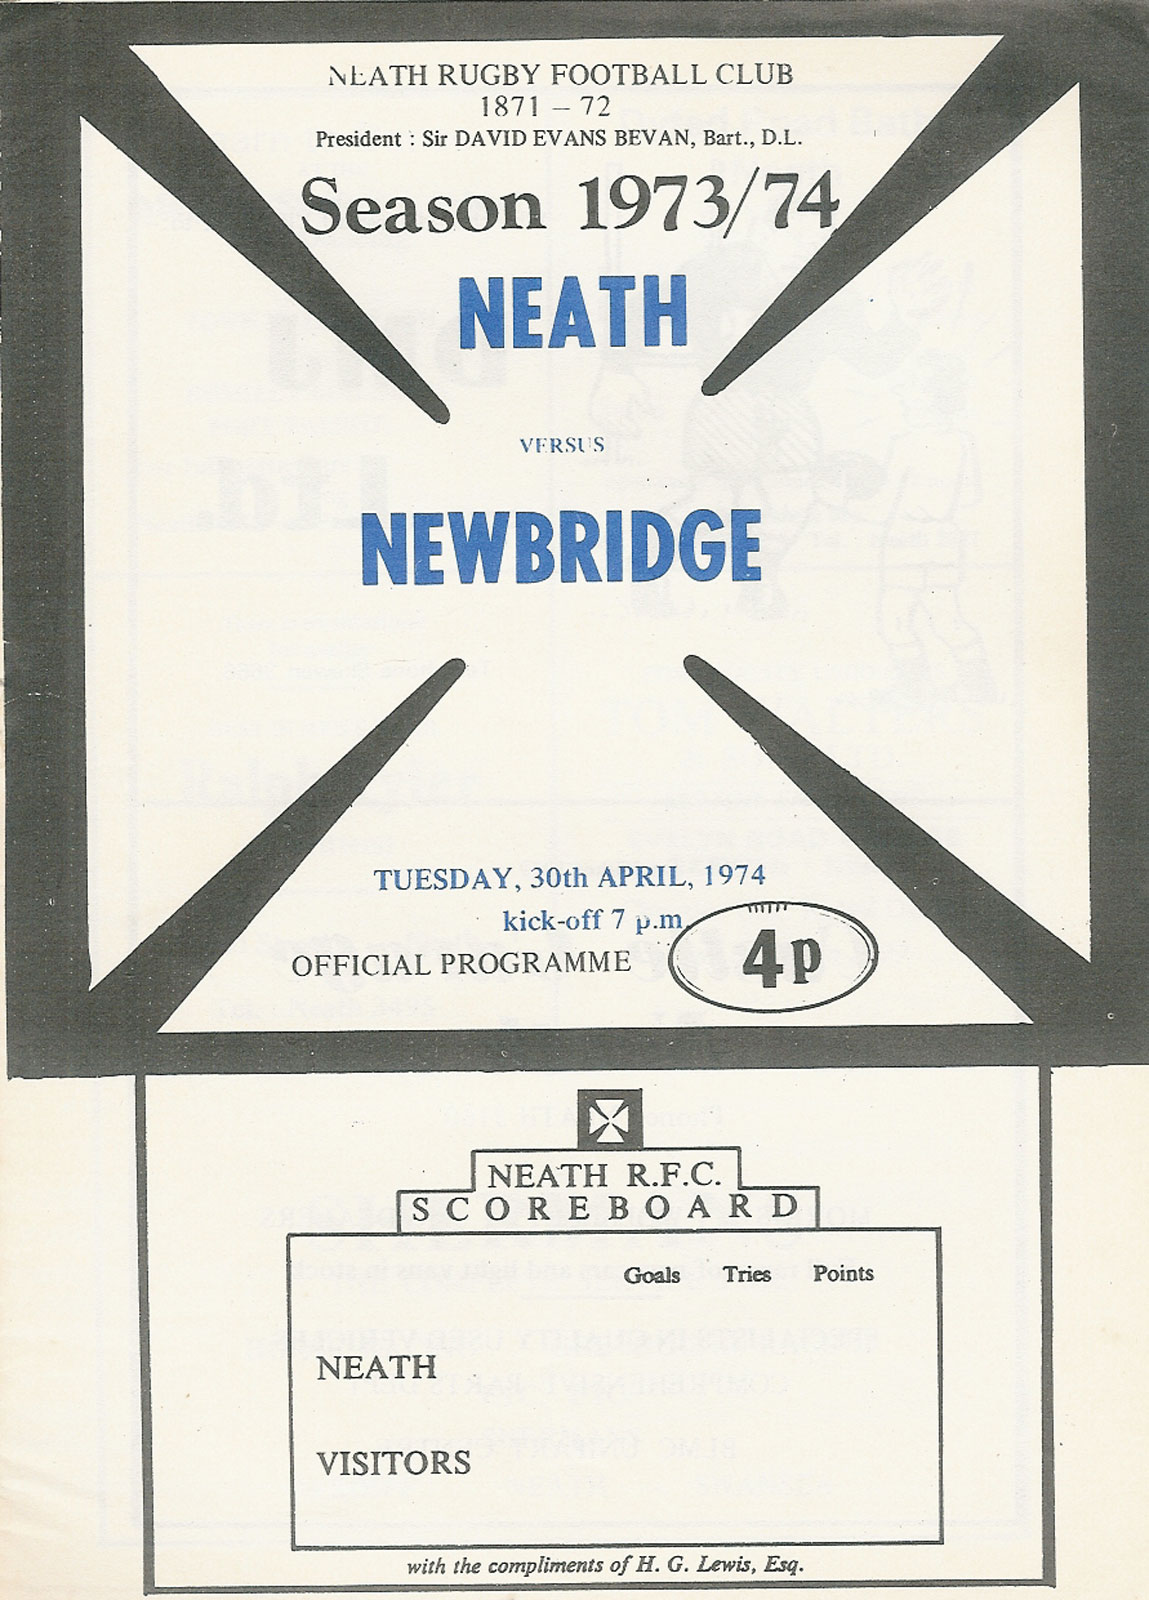 NEATH RUGBY FOOTBALL CLUB
1871 – 72
President : Sir DAVID EVANS BEVAN, Bart., D.L.
Season 1973/74
NEATH
VERSUS
NEWBRIDGE
TUESDAY, 30th APRIL, 1974
kick-off 7 p.m.
OFFICIAL PROGRAMME
4p
NEATH R.F.C.
SCOREBOARD
Goals Tries Points
NEATH
VISITORS
with the compliments of H. G. Lewis, Esq.